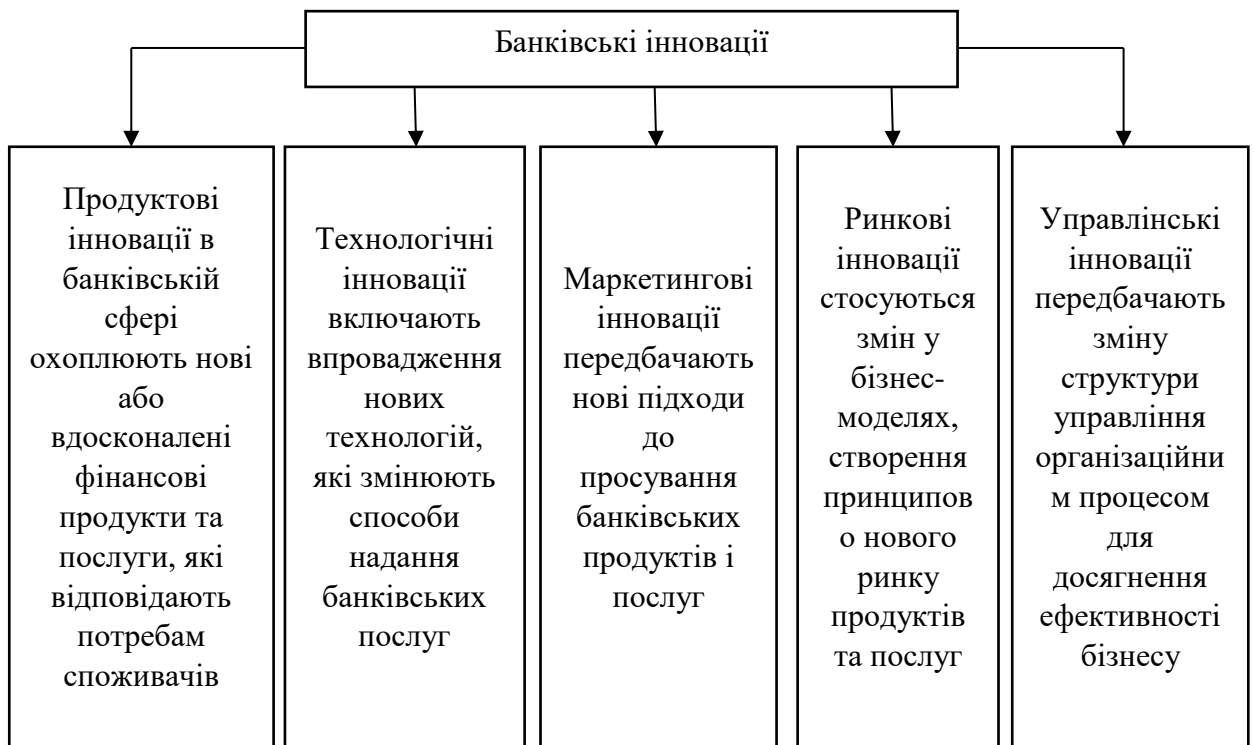 Банківські інновації
Продуктові
інновації в
банківській
сфері
охоплюють нові
або
вдосконалені
фінансові
продукти та
послуги, які
відповідають
потребам
споживачів
Технологічні
інновації
включають
впровадження
нових
технологій,
які змінюють
способи
надання
банківських
послуг
Маркетингові
інновації
передбачають
нові підходи
до
просування
банківських
продуктів і
послуг
Ринкові
інновації
стосуються
змін у
бізнес-
моделях,
створення
принципов
о нового
ринку
продуктів
та послуг
Управлінські
інновації
передбачають
зміну
структури
управління
організаційни
м процесом
для
досягнення
ефективності
бізнесу